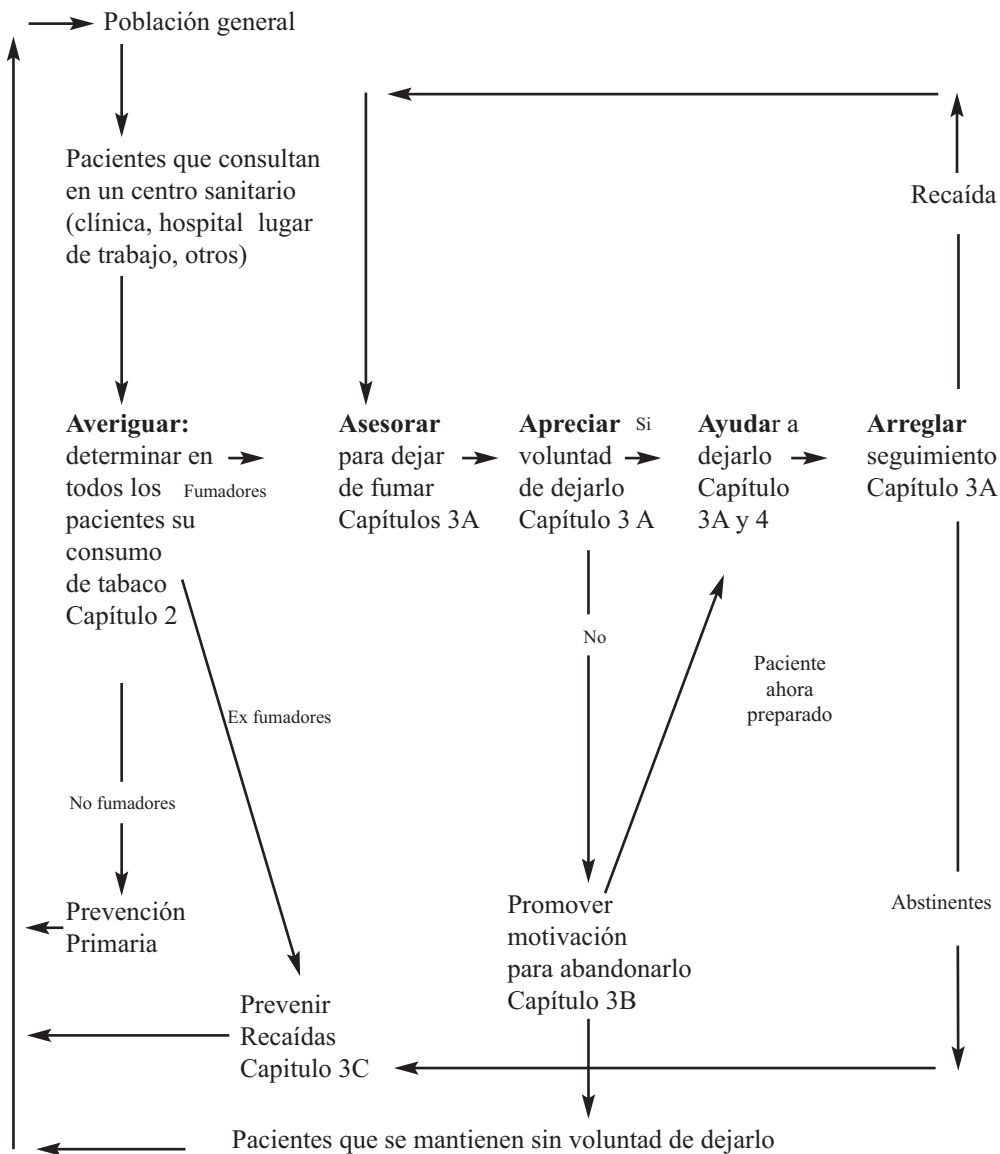 Población general
Pacientes que consultan
en un centro sanitario
(clínica, hospital lugar
de trabajo, otros)
Recaída
Averiguar:
determinar en
todos los
pacientes su
consumo
de tabaco
Capítulo 2
Fumadores
Asesorar
para dejar
de fumar
Capítulos 3A
Apreciar
voluntad
de dejarlo
Capítulo 3 A
Si
Ayudar a
dejarlo
Capítulo
3A y 4
Arreglar
seguimiento
Capítulo 3A
No
Paciente
ahora
preparado
Ex fumadores
No fumadores
Prevención
Primaria
Promover
motivación
para abandonarlo
Capítulo 3B
Abstinentes
Prevenir
Recaídas
Capitulo 3C
Pacientes que se mantienen sin voluntad de dejarlo